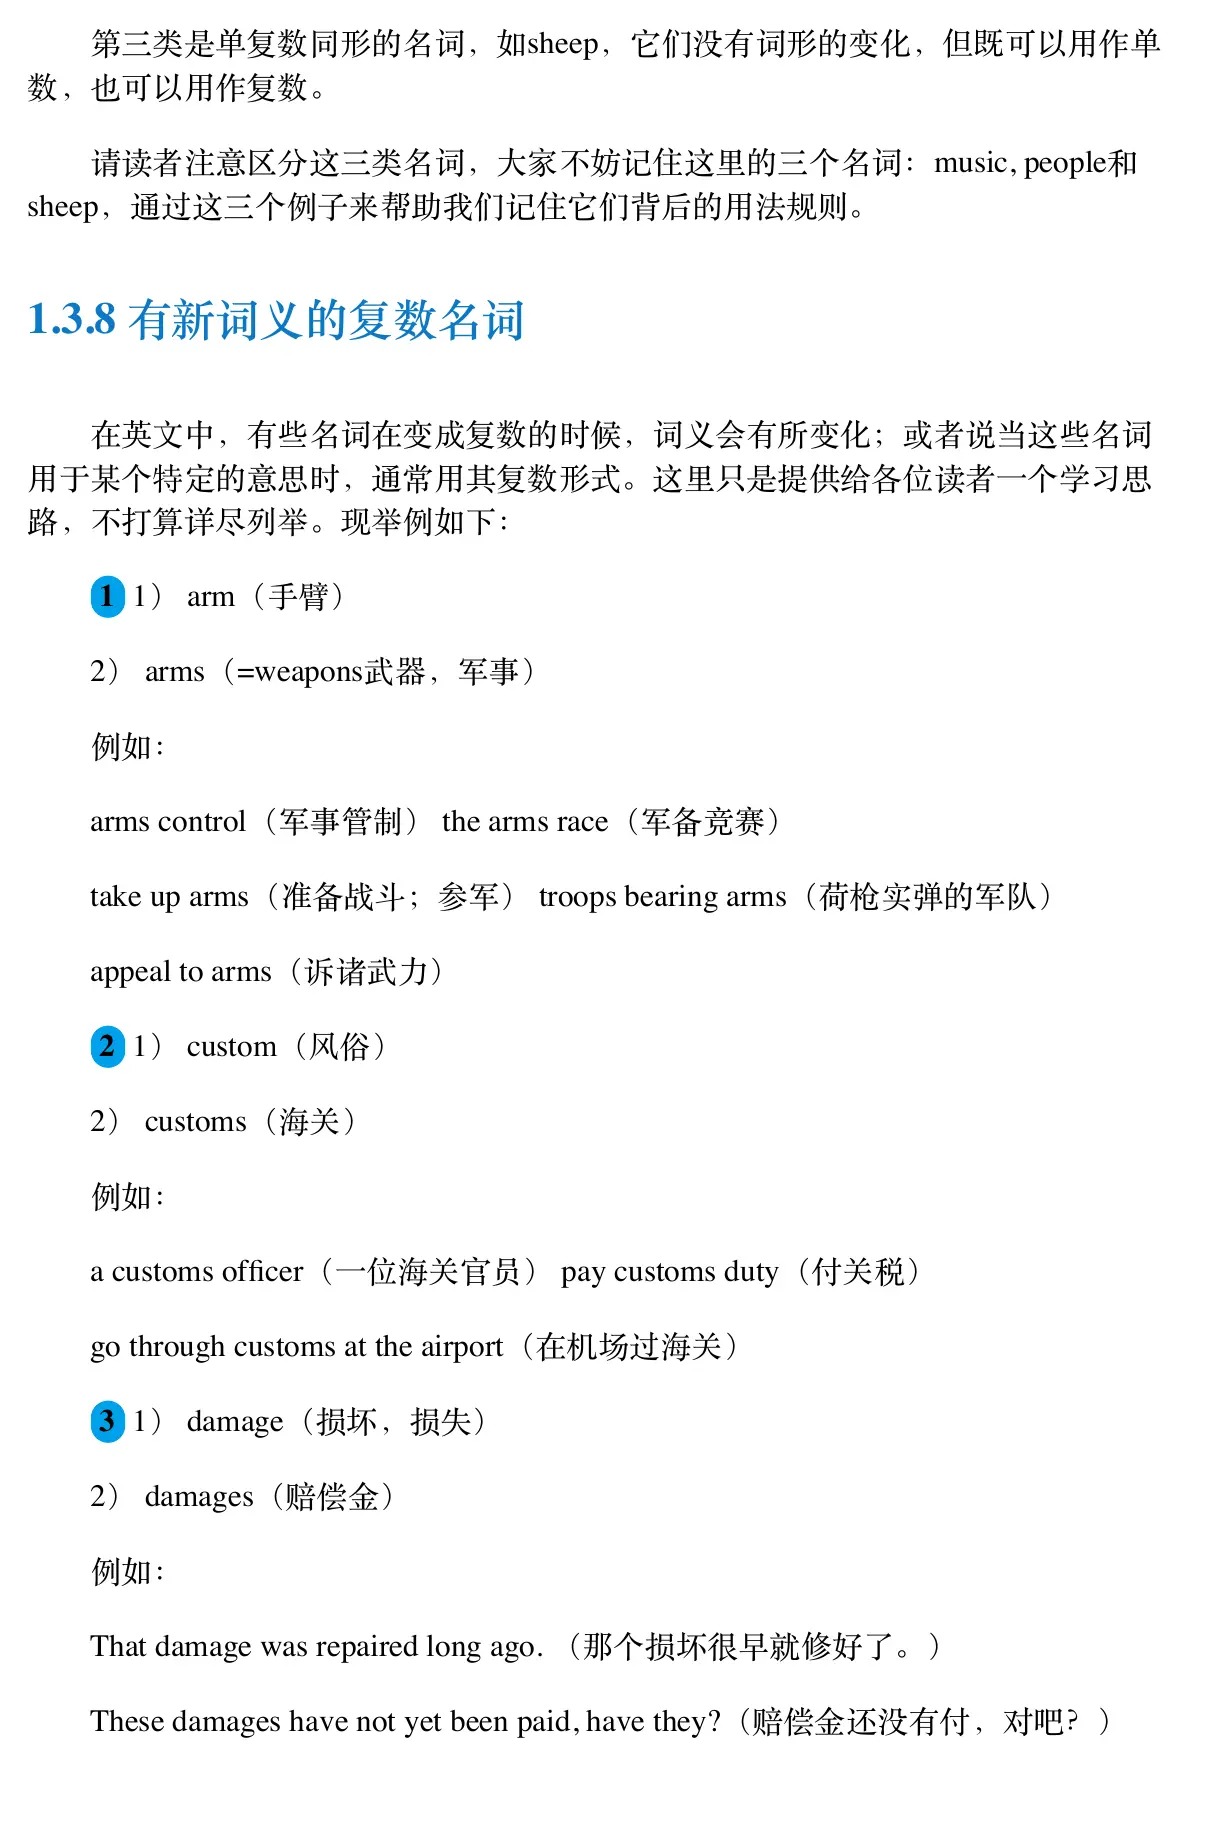 第三类是单复数同形的名词，如sheep，它们没有词形的变化，但既可以用作单
数，也可以用作复数。
请读者注意区分这三类名词，大家不妨记住这里的三个名词：music, people和
sheep，通过这三个例子来帮助我们记住它们背后的用法规则。
1.3.8 有新词义的复数名词
在英文中，有些名词在变成复数的时候，词义会有所变化；或者说当这些名词
用于某个特定的意思时，通常用其复数形式。这里只是提供给各位读者一个学习思
路，不打算详尽列举。现举例如下：
1 1） arm（手臂）
2） arms（=weapons武器，军事）
例如：
arms control（军事管制） the arms race（军备竞赛）
take up arms（准备战斗；参军） troops bearing arms（荷枪实弹的军队）
appeal to arms（诉诸武力）
2 1） custom（风俗）
2） customs（海关）
例如：
a customs officer（一位海关官员） pay customs duty（付关税）
go through customs at the airport（在机场过海关）
3 1） damage（损坏，损失）
2） damages（赔偿金）
例如：
That damage was repaired long ago. （那个损坏很早就修好了。）
These damages have not yet been paid, have they?（赔偿金还没有付，对吧？）